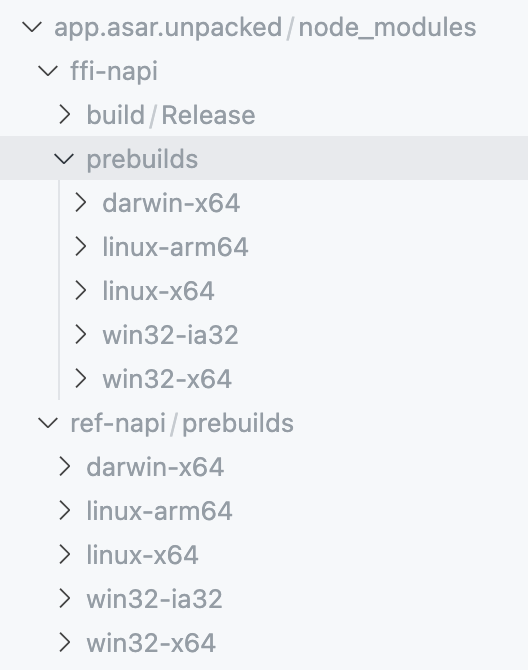 app.asar.unpacked/node_modules
ffi-napi
build/Release
prebuilds
darwin-x64
linux-arm64
linux-x64
win32-ia32
win32-x64
ref-napi/prebuilds
darwin-x64
linux-arm64
linux-x64
win32-ia32
win32-x64